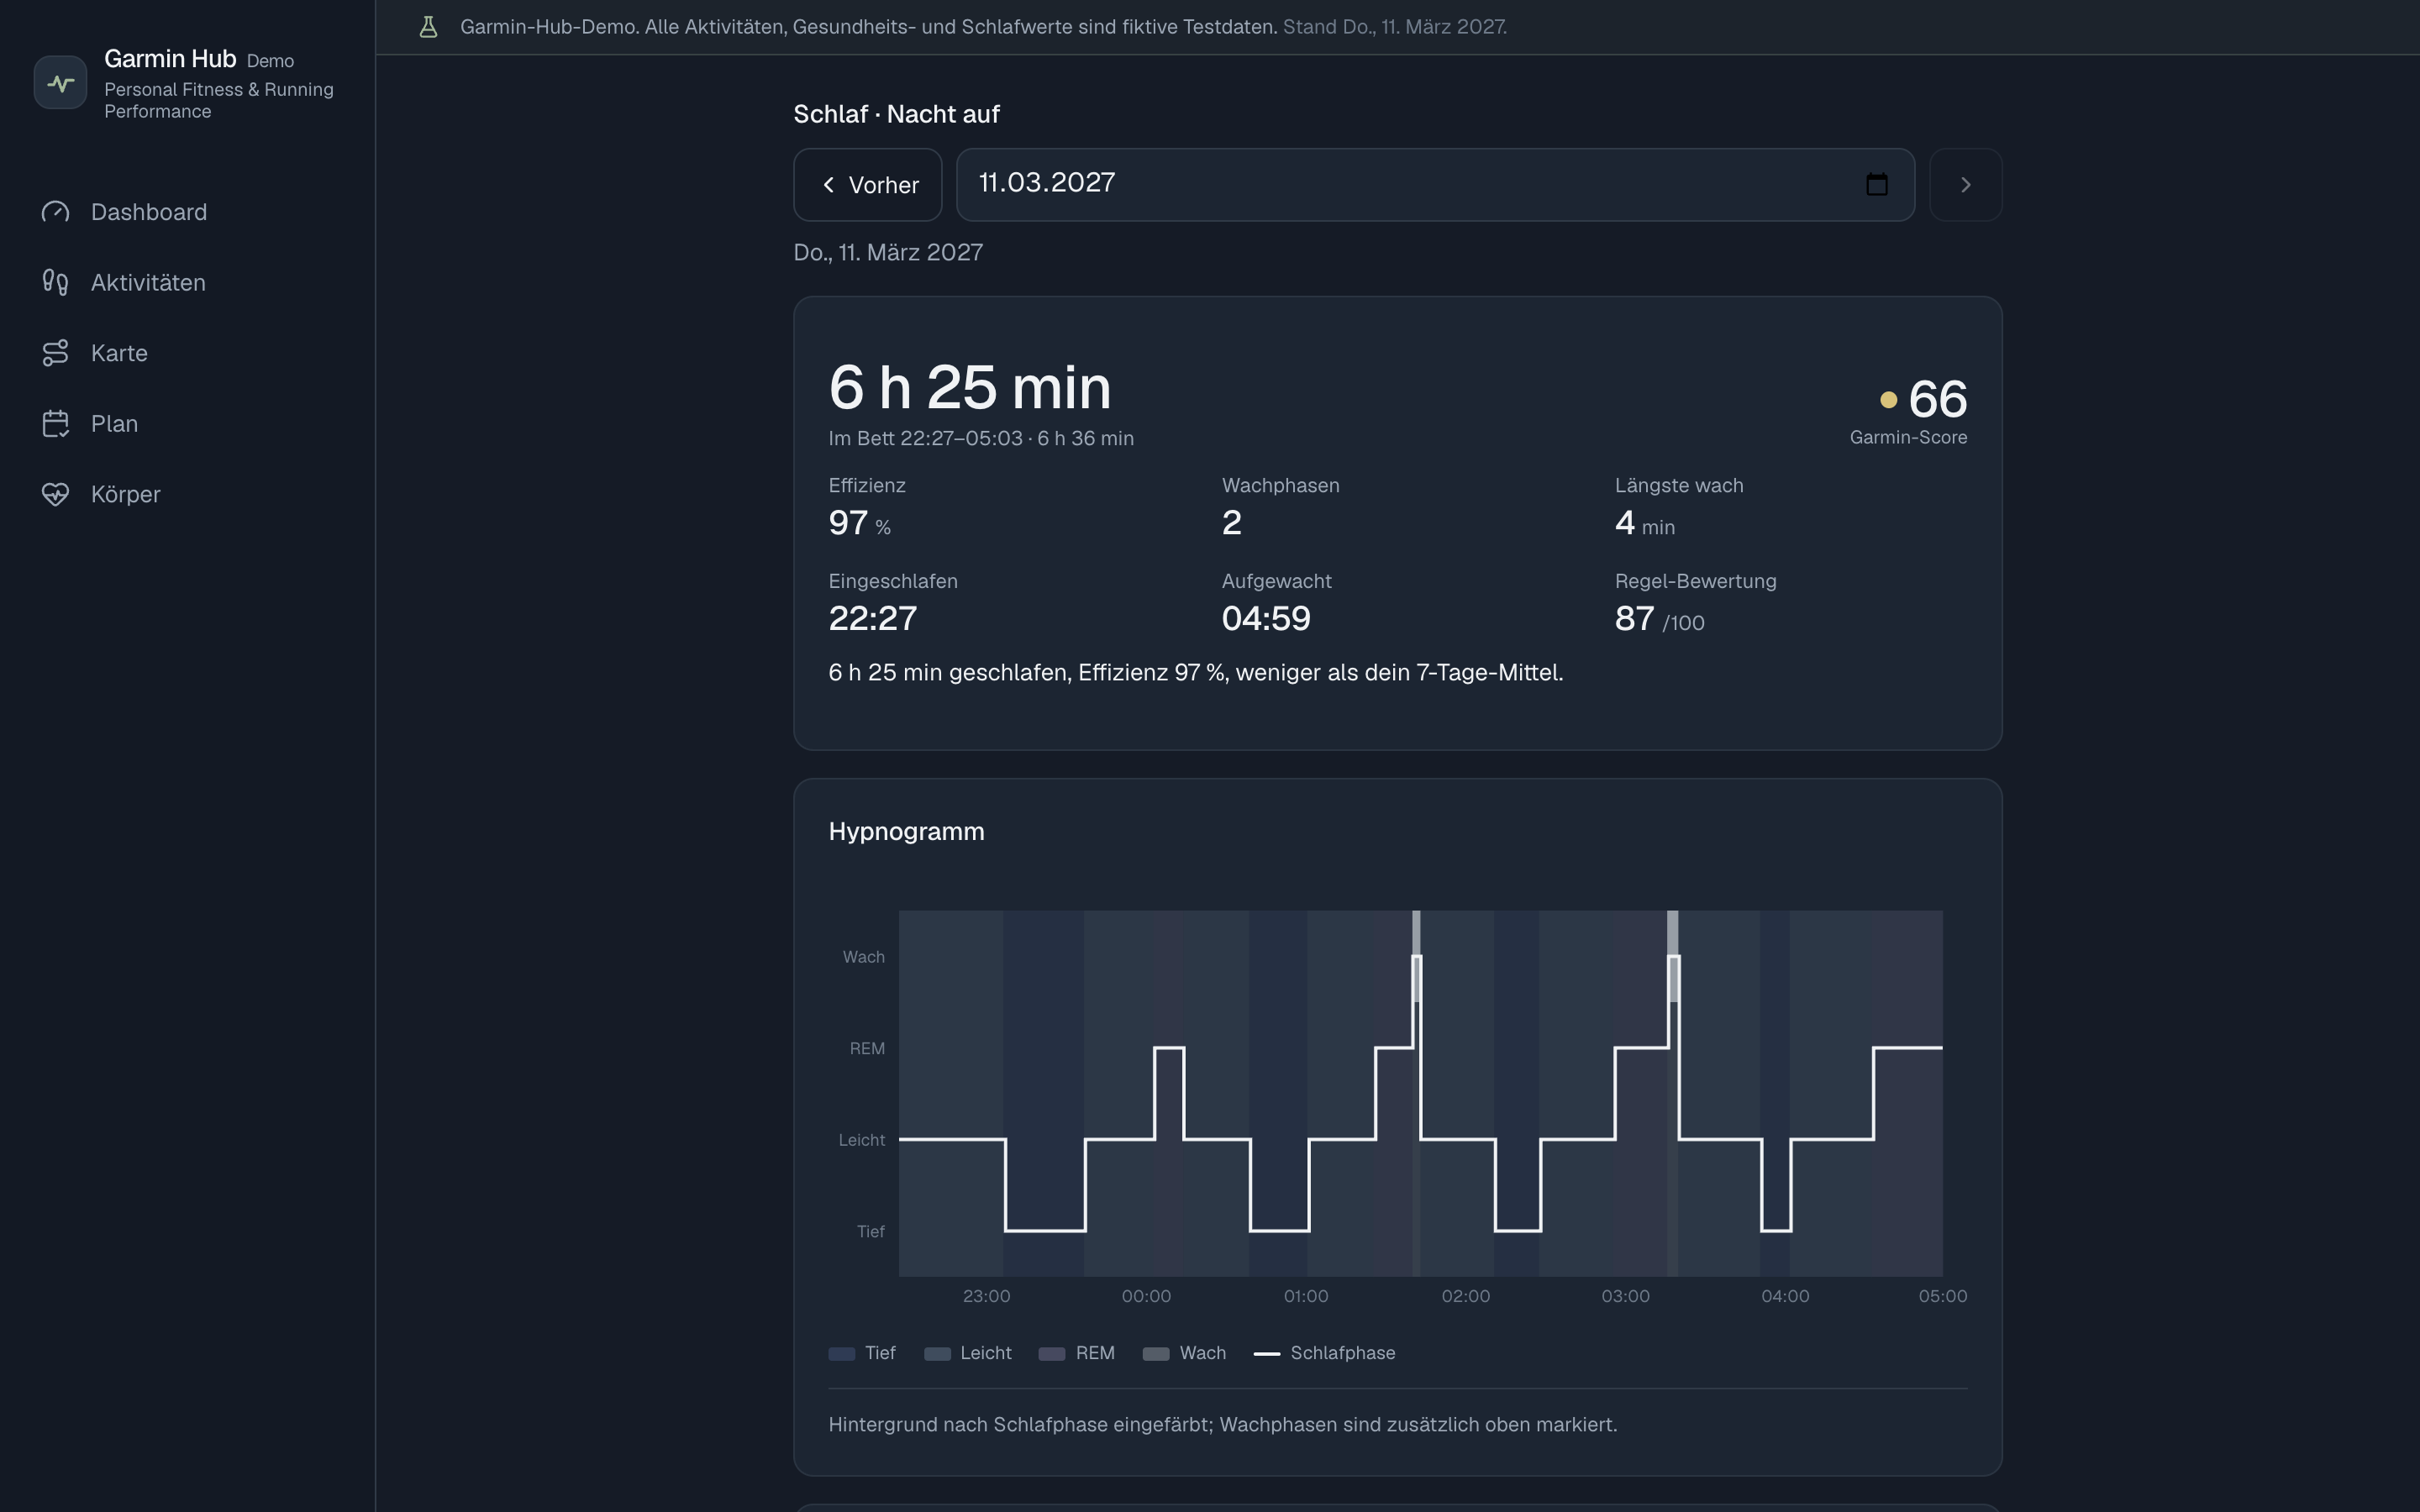 Garmin Hub Demo
Personal Fitness & Running
Performance
Dashboard
Aktivitäten
Karte
Plan
Körper
Garmin-Hub-Demo. Alle Aktivitäten, Gesundheits- und Schlafwerte sind fiktive Testdaten. Stand Do., 11. März 2027.
Schlaf · Nacht auf
Vorher
11.03.2027
Do., 11. März 2027
6 h 25 min
66
Im Bett 22:27–05:03 · 6 h 36 min
Garmin-Score
Effizienz
97 %
Wachphasen
2
Längste wach
4 min
Eingeschlafen
22:27
Aufgewacht
04:59
Regel-Bewertung
87 /100
6 h 25 min geschlafen, Effizienz 97 %, weniger als dein 7-Tage-Mittel.
Hypnogramm
Wach
REM
Leicht
Tief
23:00 00:00 01:00 02:00 03:00 04:00 05:00
Tief Leicht REM Wach Schlafphase
Hintergrund nach Schlafphase eingefärbt; Wachphasen sind zusätzlich oben markiert.